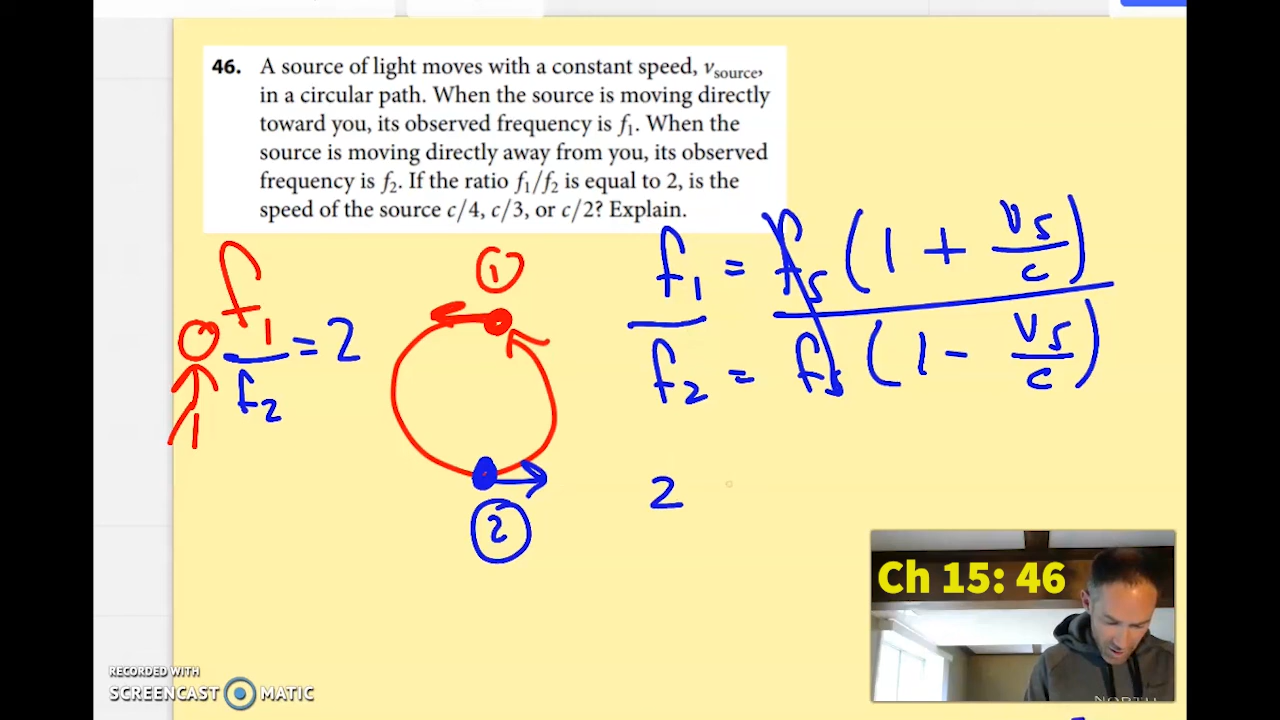 46. A source of light moves with a constant speed, vsource,
in a circular path. When the source is moving directly
toward you, its observed frequency is f1. When the
source is moving directly away from you, its observed
frequency is f2. If the ratio f1/f2 is equal to 2, is the
speed of the source c/4, c/3, or c/2? Explain.
f1 = fs (1 + vs/c)
f2 = fs (1 - vs/c)
f1/f2 = 2
1
2
2
Ch 15: 46
NORTH
RECORDED WITH
SCREENCAST MATIC